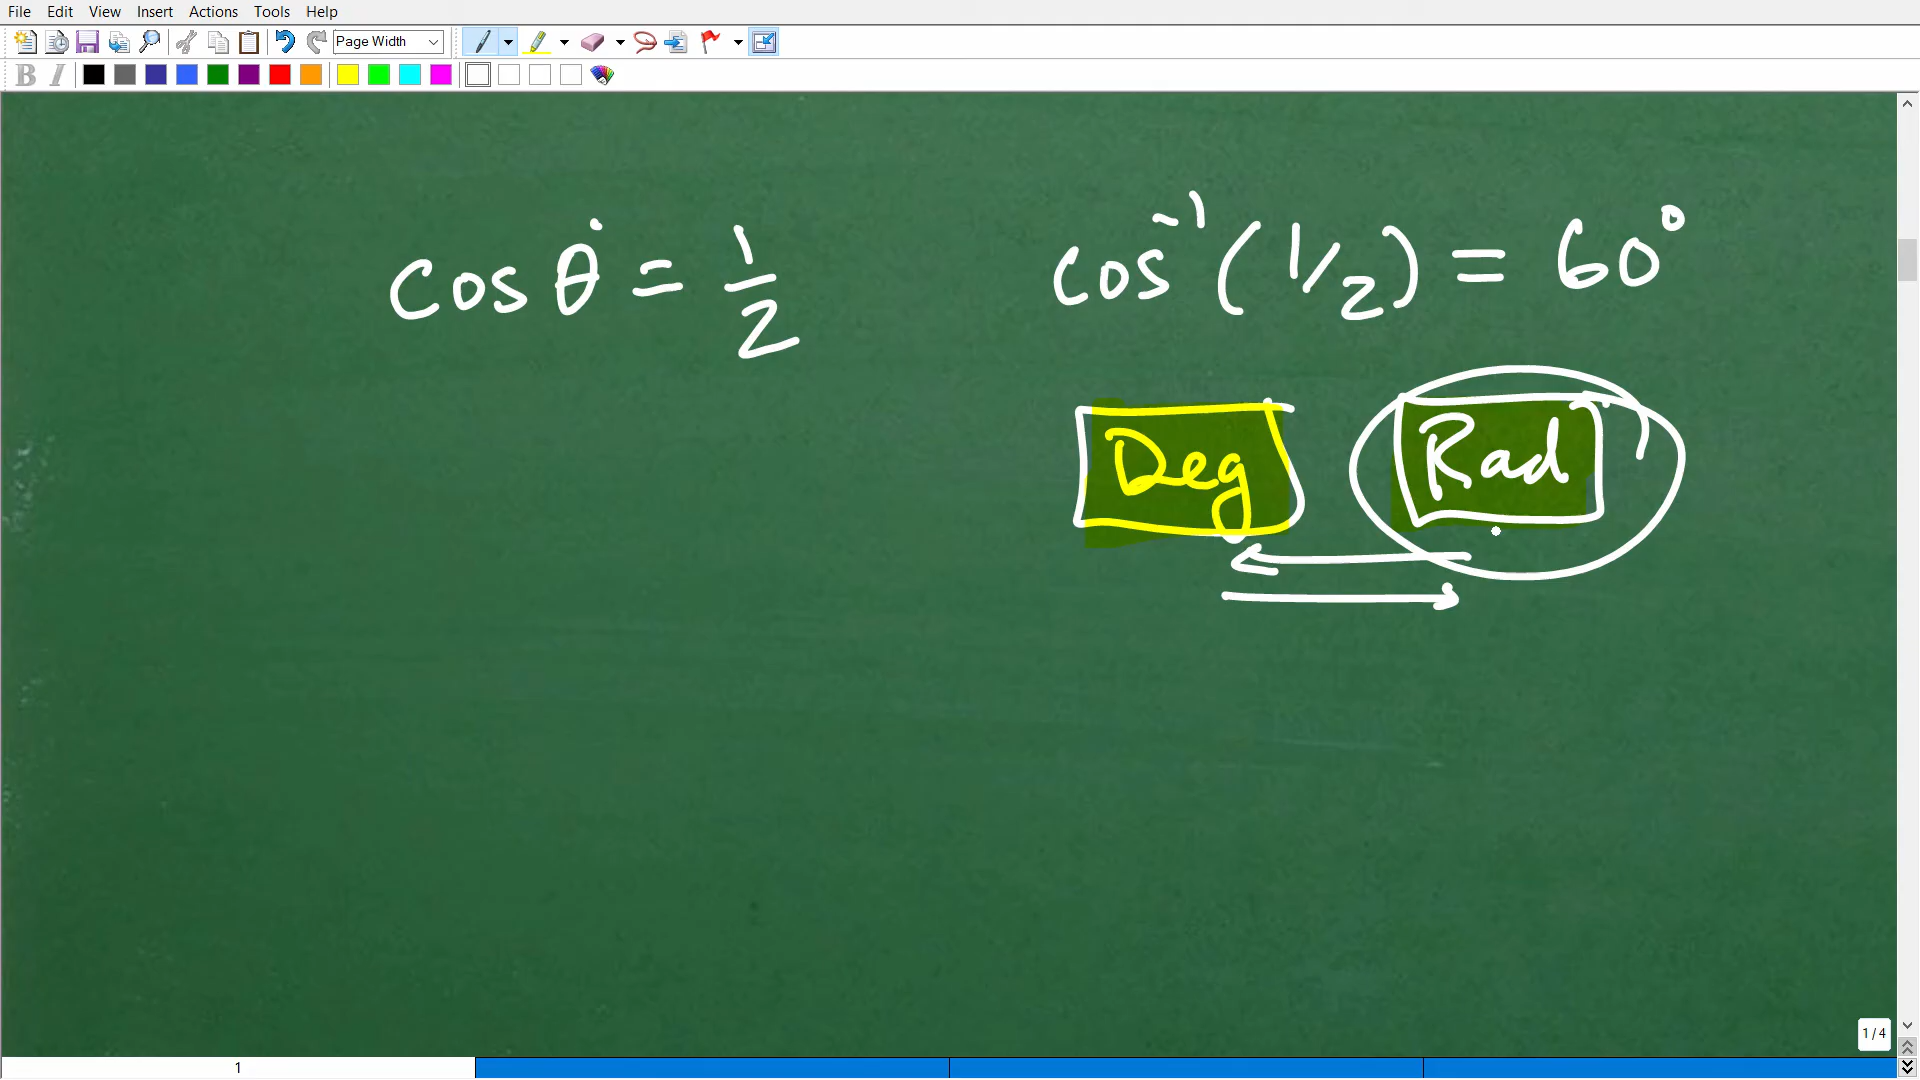 File Edit View Insert Actions Tools Help
Page Width
B I
cos θ = 1/2
cos⁻¹(1/2) = 60°
Deg Rad
1 / 4
1